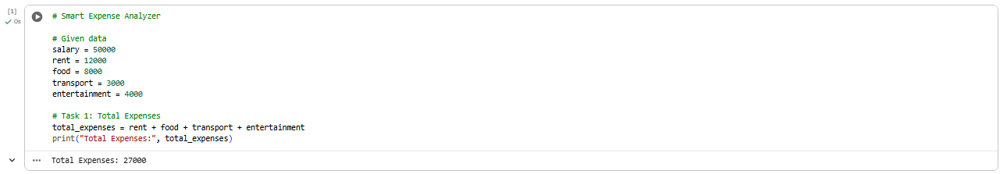 [1]
0s
# Smart Expense Analyzer
# Given data
salary = 50000
rent = 12000
food = 8000
transport = 3000
entertainment = 4000
# Task 1: Total Expenses
total_expenses = rent + food + transport + entertainment
print("Total Expenses:", total_expenses)
Total Expenses: 27000